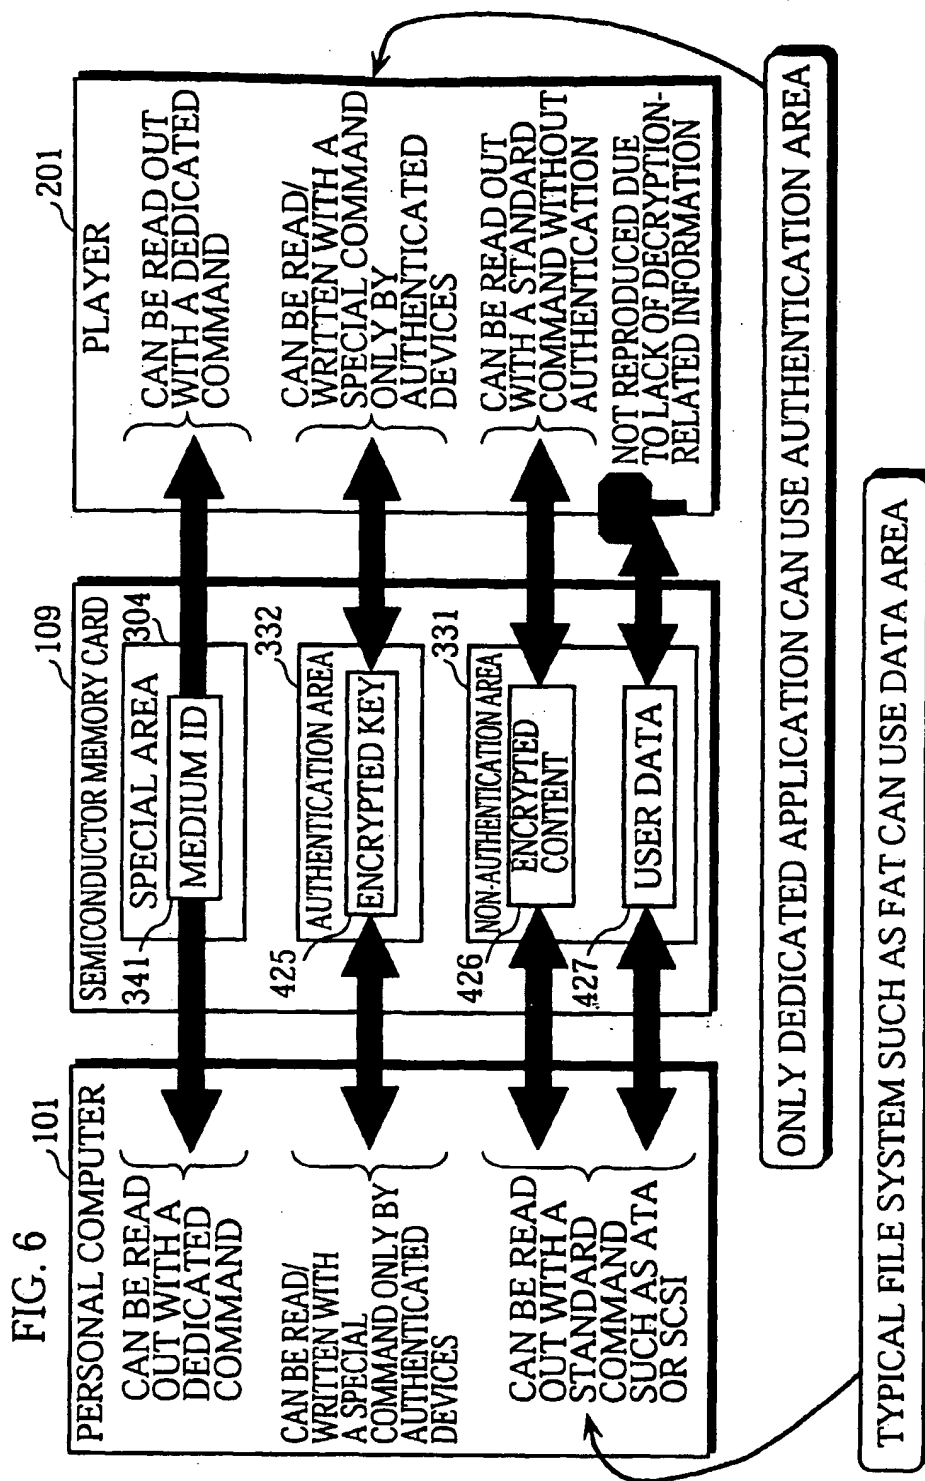 FIG. 6
PERSONAL COMPUTER
101
CAN BE READ
OUT WITH A
DEDICATED
COMMAND
CAN BE READ/
WRITTEN WITH
A SPECIAL
COMMAND ONLY BY
AUTHENTICATED
DEVICES
CAN BE READ
OUT WITH A
STANDARD
COMMAND
SUCH AS ATA
OR SCSI
SEMICONDUCTOR MEMORY CARD
109
SPECIAL AREA
304
341
MEDIUM ID
332
AUTHENTICATION AREA
425
ENCRYPTED KEY
331
NON-AUTHENTICATION AREA
426
ENCRYPTED
CONTENT
427
USER DATA
201
PLAYER
CAN BE READ OUT
WITH A DEDICATED
COMMAND
CAN BE READ/
WRITTEN WITH A
SPECIAL COMMAND
ONLY BY
AUTHENTICATED
DEVICES
CAN BE READ OUT
WITH A STANDARD
COMMAND WITHOUT
AUTHENTICATION
NOT REPRODUCED DUE
TO LACK OF DECRYPTION-
RELATED INFORMATION
ONLY DEDICATED APPLICATION CAN USE AUTHENTICATION AREA
TYPICAL FILE SYSTEM SUCH AS FAT CAN USE DATA AREA